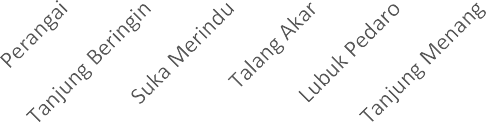 Perangai
Tanjung Beringin
Suka Merindu
Talang Akar
Lubuk Pedaro
Tanjung Menang